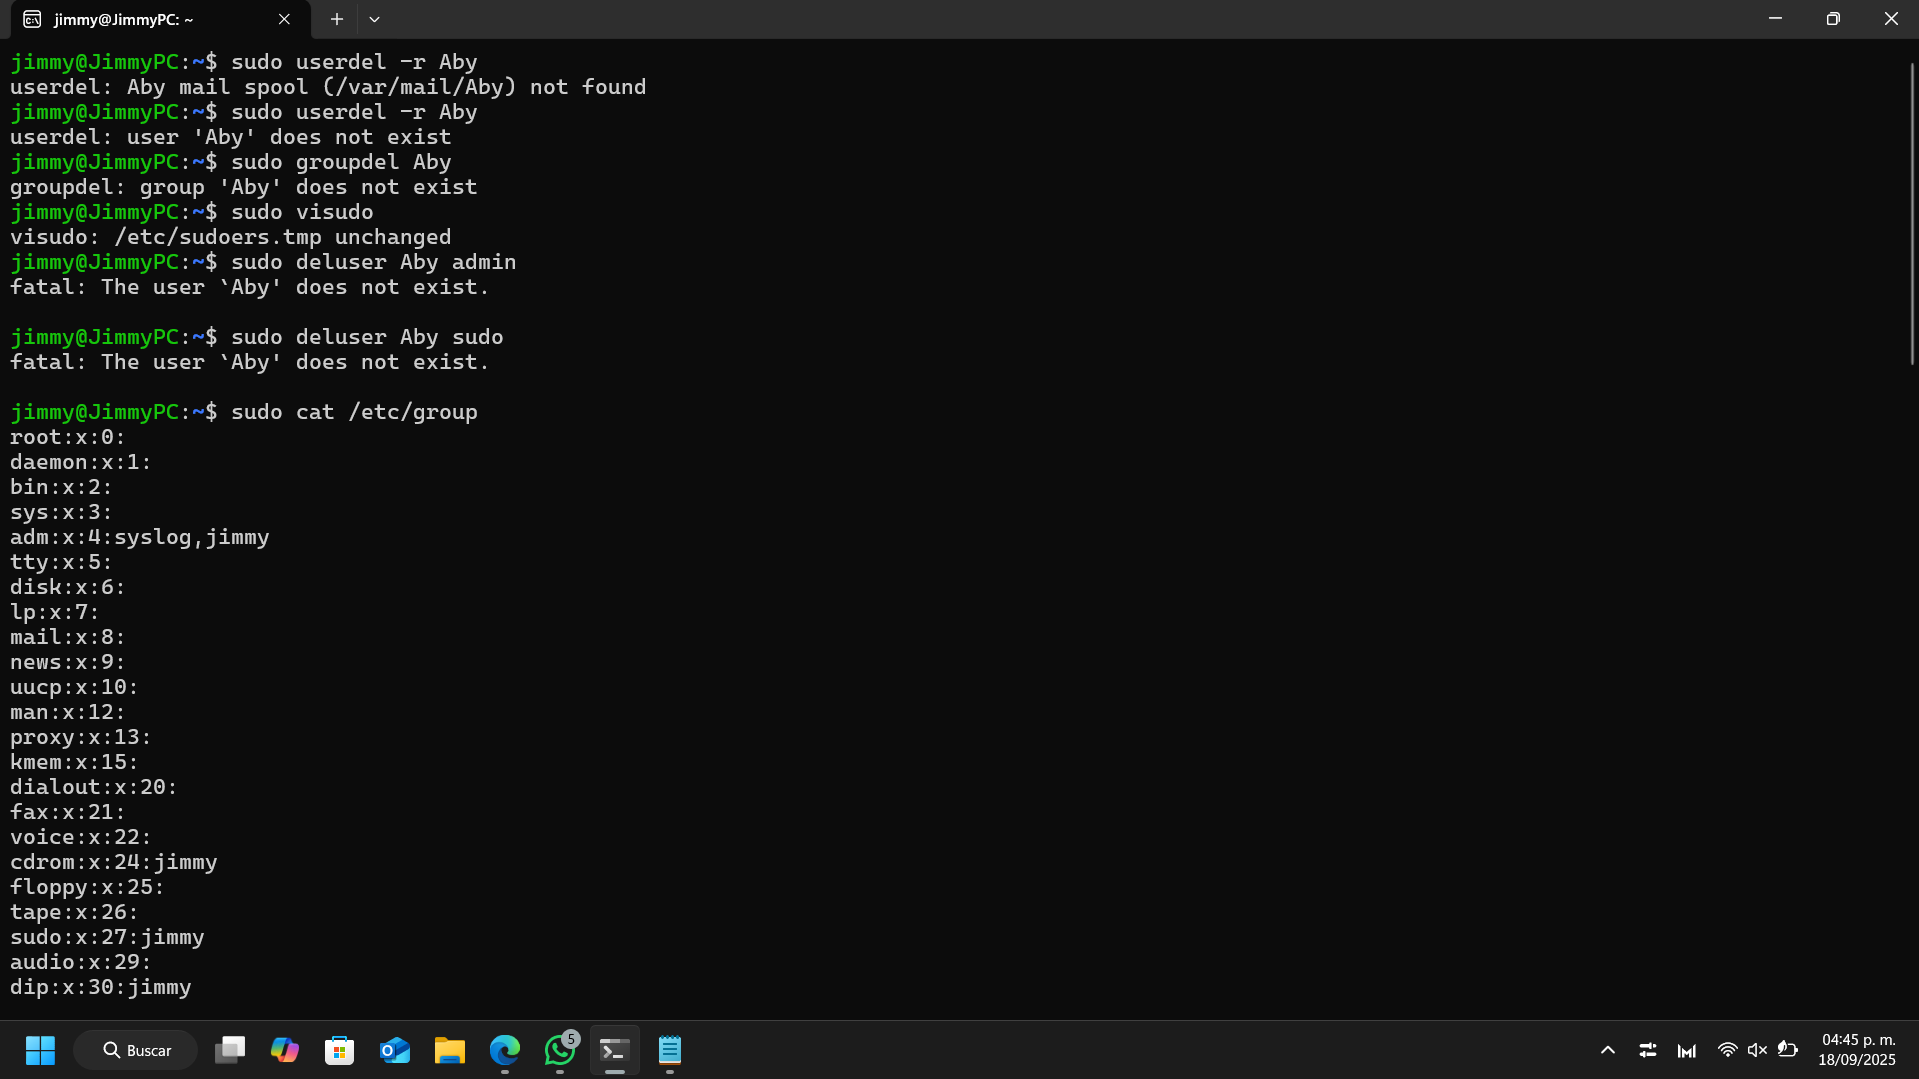 jimmy@JimmyPC: ~
jimmy@JimmyPC:~$ sudo userdel -r Aby
userdel: Aby mail spool (/var/mail/Aby) not found
jimmy@JimmyPC:~$ sudo userdel -r Aby
userdel: user 'Aby' does not exist
jimmy@JimmyPC:~$ sudo groupdel Aby
groupdel: group 'Aby' does not exist
jimmy@JimmyPC:~$ sudo visudo
visudo: /etc/sudoers.tmp unchanged
jimmy@JimmyPC:~$ sudo deluser Aby admin
fatal: The user `Aby' does not exist.
jimmy@JimmyPC:~$ sudo deluser Aby sudo
fatal: The user `Aby' does not exist.
jimmy@JimmyPC:~$ sudo cat /etc/group
root:x:0:
daemon:x:1:
bin:x:2:
sys:x:3:
adm:x:4:syslog,jimmy
tty:x:5:
disk:x:6:
lp:x:7:
mail:x:8:
news:x:9:
uucp:x:10:
man:x:12:
proxy:x:13:
kmem:x:15:
dialout:x:20:
fax:x:21:
voice:x:22:
cdrom:x:24:jimmy
floppy:x:25:
tape:x:26:
sudo:x:27:jimmy
audio:x:29:
dip:x:30:jimmy
Buscar
5
04:45 p. m.
18/09/2025